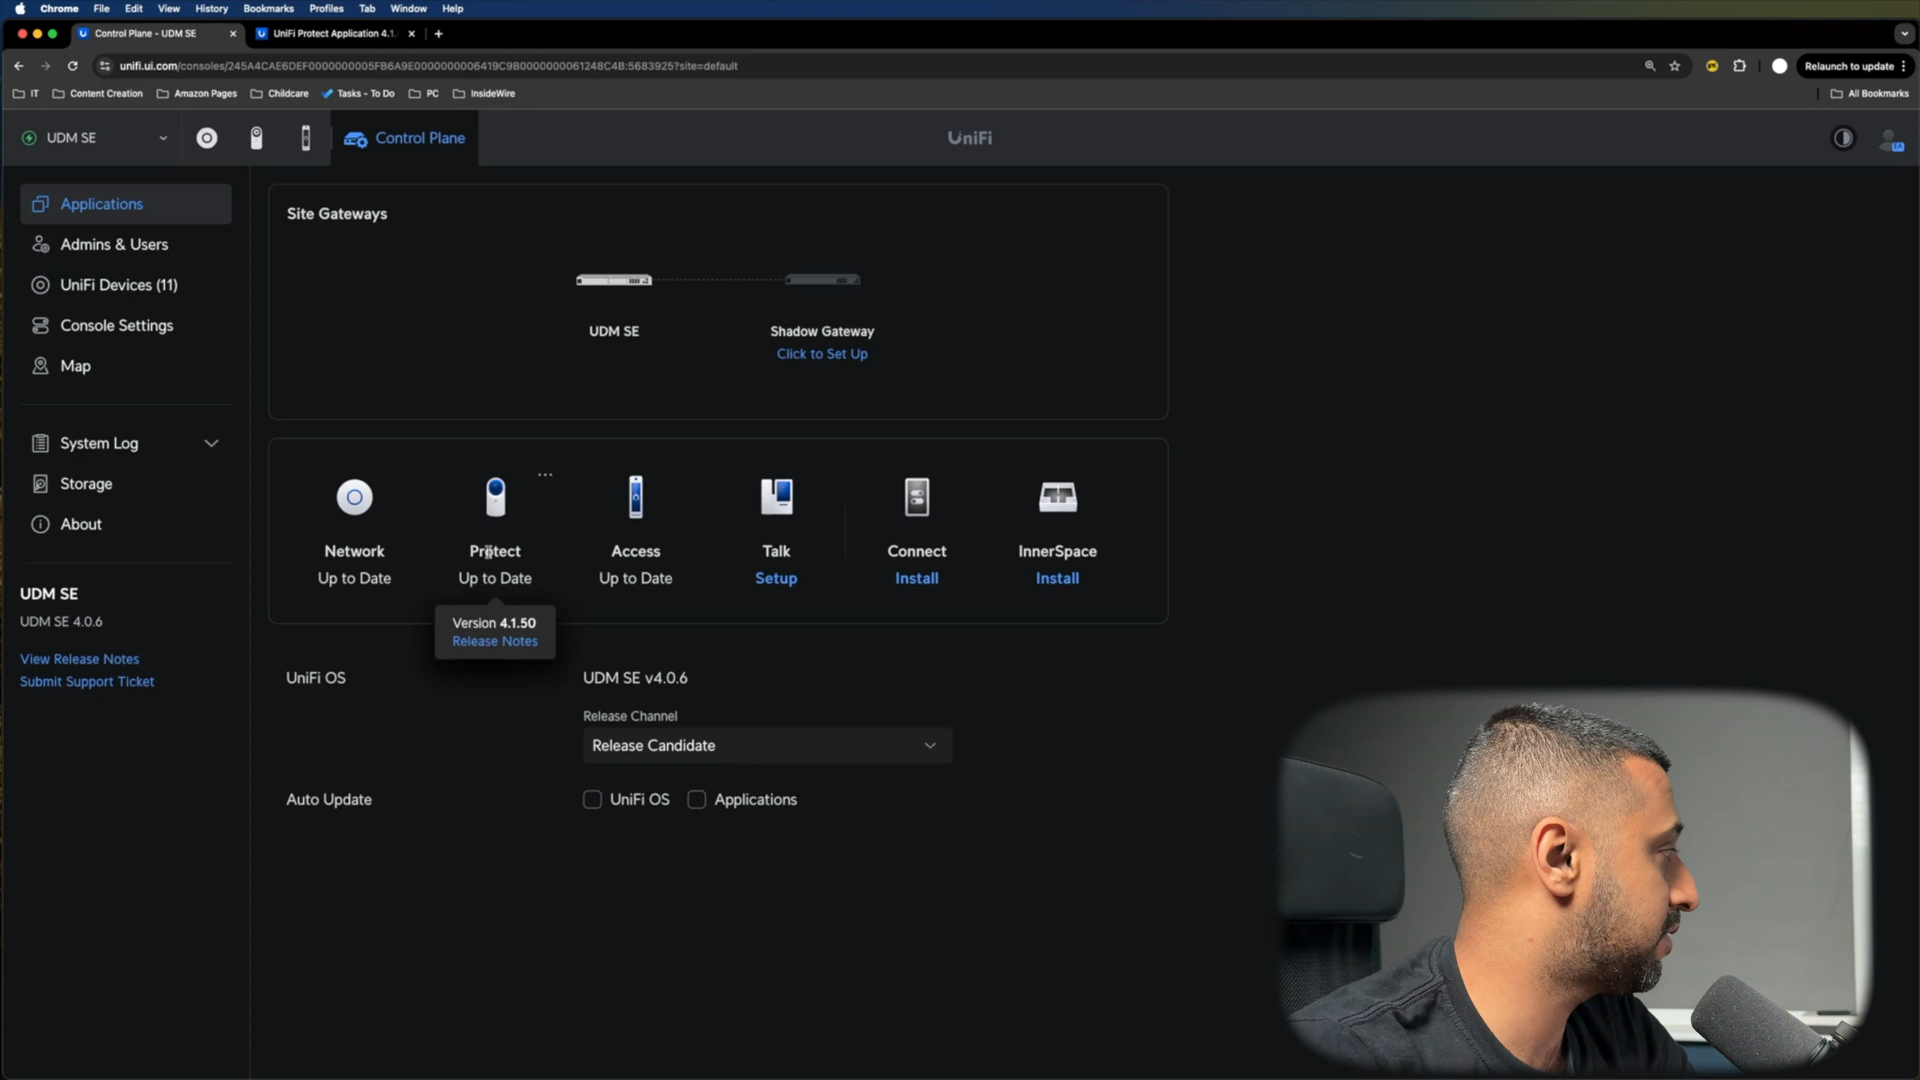 Chrome File Edit View History Bookmarks Profiles Tab Window Help
Control Plane - UDM SE
UniFi Protect Application 4.1.
unifi.ui.com/consoles/245A4CAE6DEF0000000005FB6A9E0000000006419C9B0000000061248C4B:5683925?site=default
Relaunch to update
IT Content Creation Amazon Pages Childcare Tasks - To Do PC InsideWire
All Bookmarks
UDM SE
Control Plane
UniFi
Applications
Admins & Users
UniFi Devices (11)
Console Settings
Map
System Log
Storage
About
UDM SE
UDM SE 4.0.6
View Release Notes
Submit Support Ticket
Site Gateways
UDM SE
Shadow Gateway
Click to Set Up
Network
Up to Date
Protect
Up to Date
Access
Up to Date
Talk
Setup
Connect
Install
InnerSpace
Install
Version 4.1.50
Release Notes
UniFi OS
UDM SE v4.0.6
Release Channel
Release Candidate
Auto Update
UniFi OS
Applications